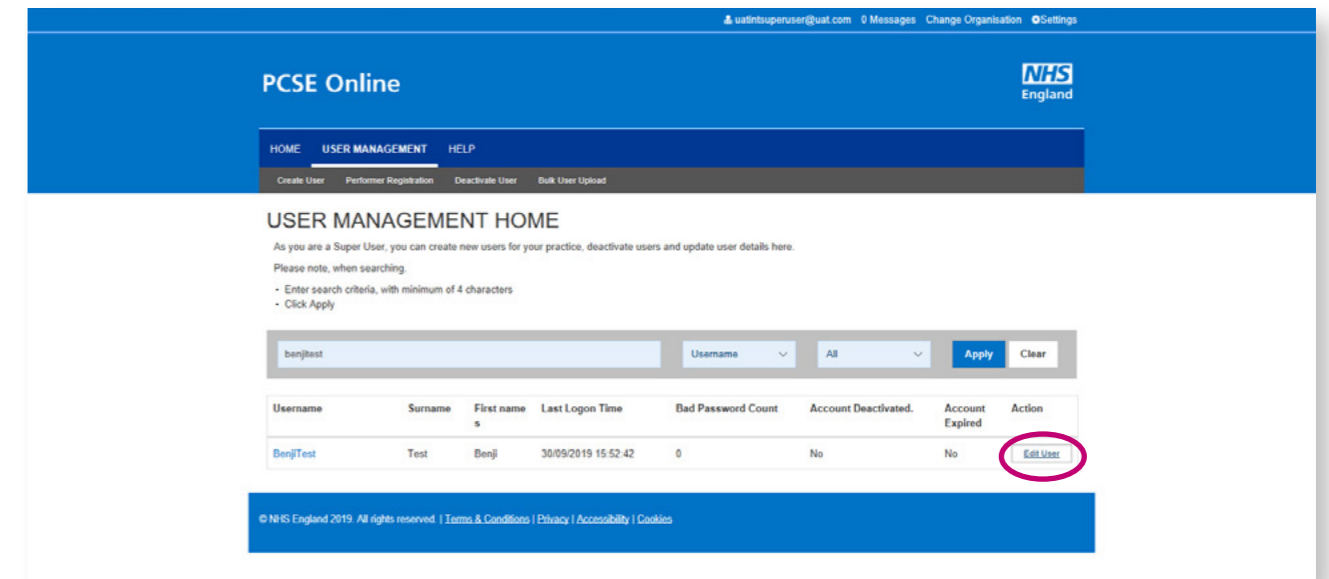 uatintsuperuser@uat.com 0 Messages Change Organisation Settings
PCSE Online
NHS
England
HOME USER MANAGEMENT HELP
Create User Performer Registration Deactivate User Bulk User Upload
USER MANAGEMENT HOME
As you are a Super User, you can create new users for your practice, deactivate users and update user details here.
Please note, when searching.
- Enter search criteria, with minimum of 4 characters
- Click Apply
benjitest Username All Apply Clear
Username Surname First name Last Logon Time Bad Password Count Account Deactivated. Account Action
s Expired
BenjiTest Test Benji 30/09/2019 15:52:42 0 No No Edit User
© NHS England 2019. All rights reserved. | Terms & Conditions | Privacy | Accessibility | Cookies